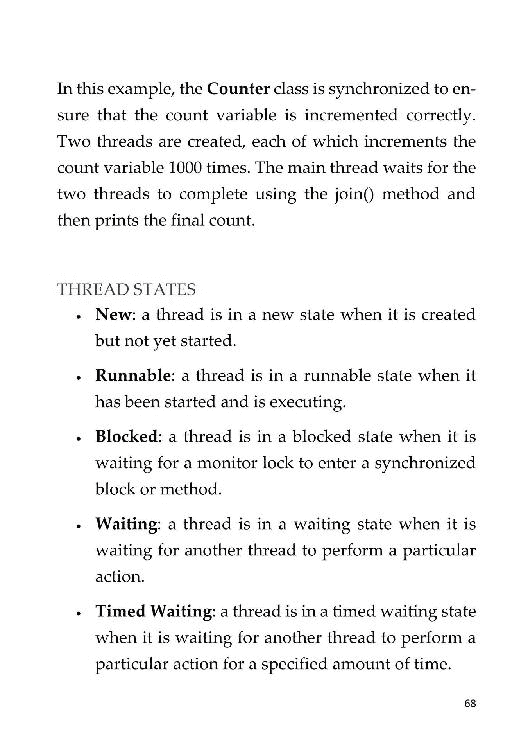 In this example, the Counter class is synchronized to en-
sure that the count variable is incremented correctly.
Two threads are created, each of which increments the
count variable 1000 times. The main thread waits for the
two threads to complete using the join() method and
then prints the final count.
THREAD STATES
• New: a thread is in a new state when it is created
but not yet started.
• Runnable: a thread is in a runnable state when it
has been started and is executing.
• Blocked: a thread is in a blocked state when it is
waiting for a monitor lock to enter a synchronized
block or method.
• Waiting: a thread is in a waiting state when it is
waiting for another thread to perform a particular
action.
• Timed Waiting: a thread is in a timed waiting state
when it is waiting for another thread to perform a
particular action for a specified amount of time.
68